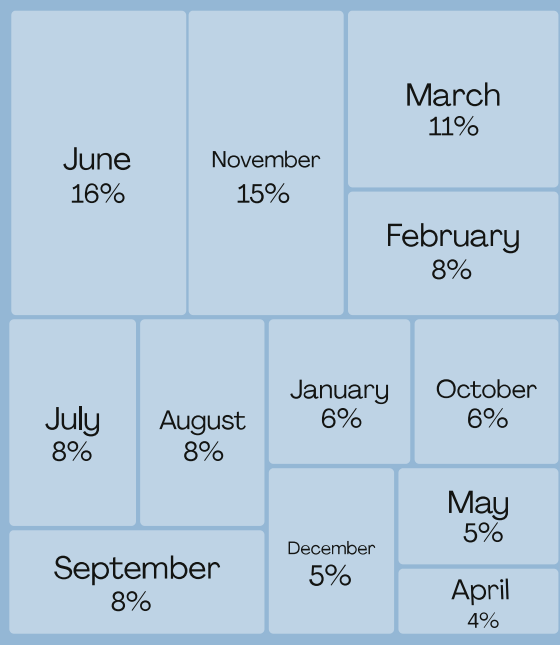 June
16%
November
15%
March
11%
February
8%
July
8%
August
8%
January
6%
October
6%
September
8%
December
5%
May
5%
April
4%